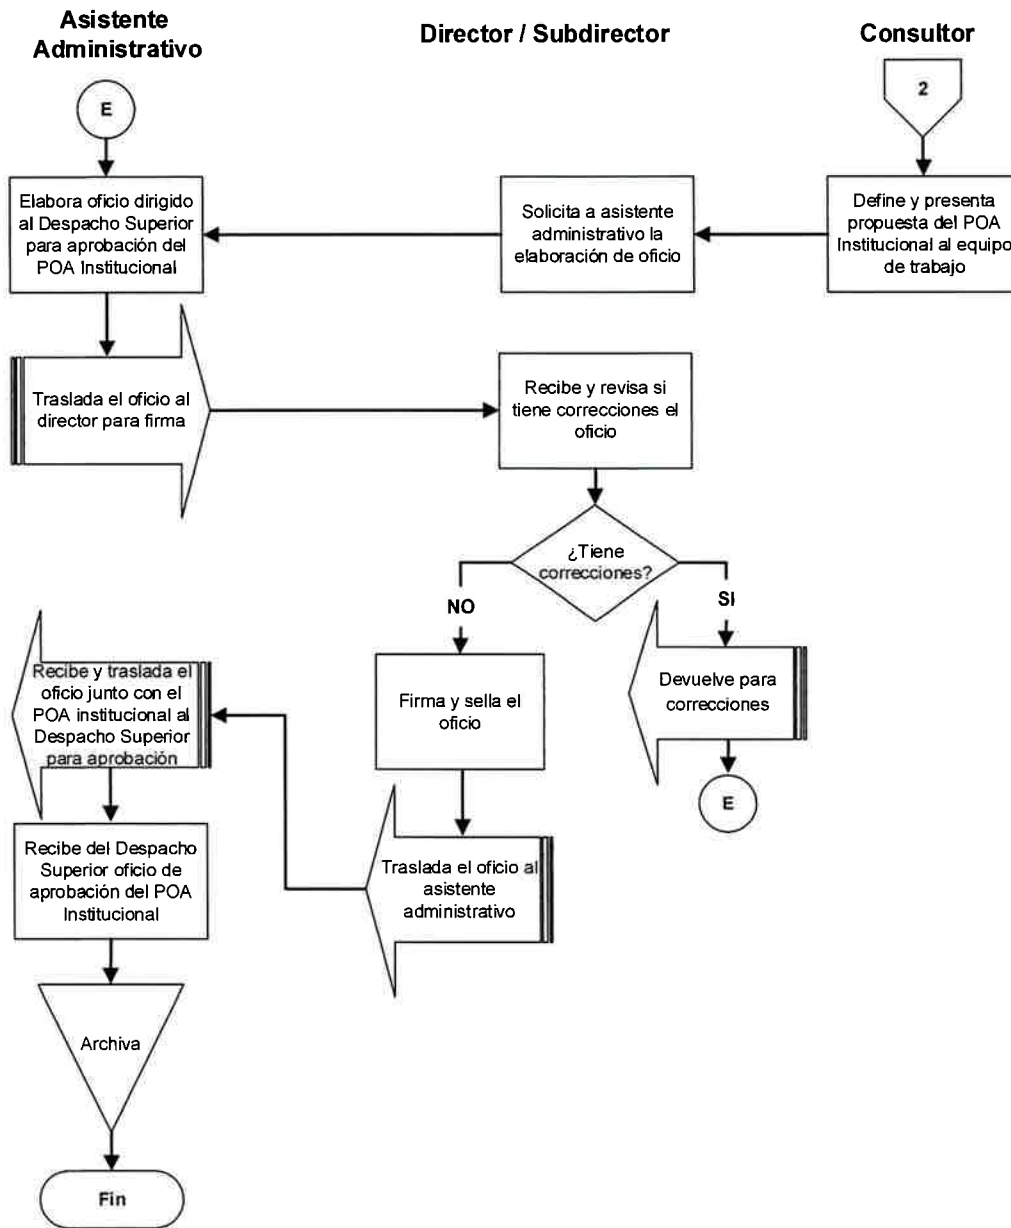 Asistente
Administrativo
Director / Subdirector
Consultor
E
2
Elabora oficio dirigido
al Despacho Superior
para aprobación del
POA Institucional
Solicita a asistente
administrativo la
elaboración de oficio
Define y presenta
propuesta del POA
Institucional al equipo
de trabajo
Traslada el oficio al
director para firma
Recibe y revisa si
tiene correcciones el
oficio
¿Tiene
correcciones?
NO
SI
Recibe y traslada el
oficio junto con el
POA institucional al
Despacho Superior
para aprobación
Firma y sella el
oficio
Devuelve para
correcciones
E
Recibe del Despacho
Superior oficio de
aprobación del POA
Institucional
Traslada el oficio al
asistente
administrativo
Archiva
Fin